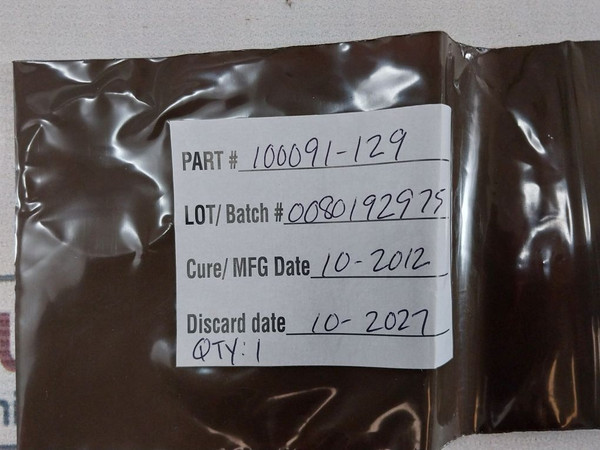 PART # 100091-129
LOT/ Batch # 0080192975
Cure/ MFG Date 10-2012
Discard date 10-2027
QTY: 1